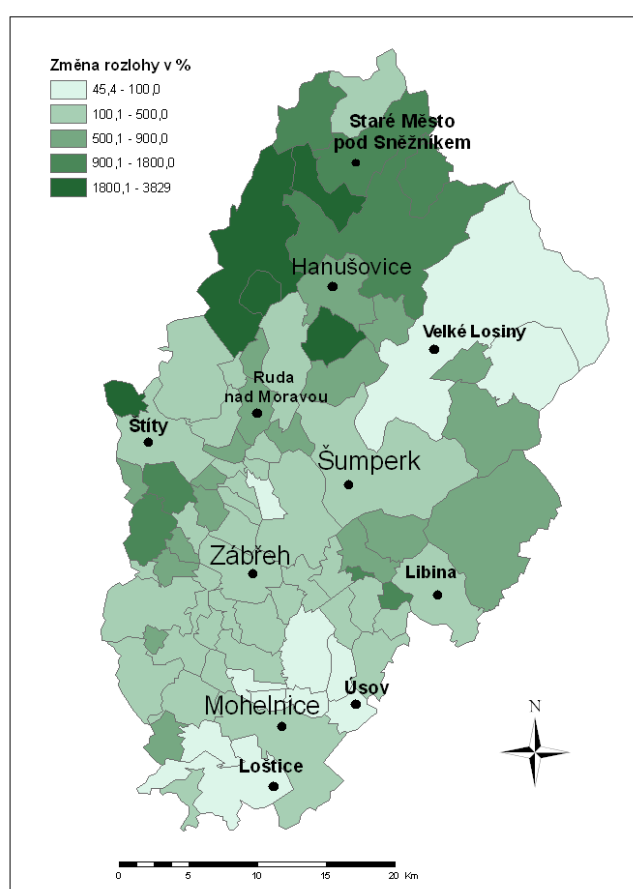 Změna rozlohy v %
45,4 - 100,0
100,1 - 500,0
500,1 - 900,0
900,1 - 1800,0
1800,1 - 3829
Staré Město
pod Sněžníkem
Hanušovice
Velké Losiny
Ruda
nad Moravou
Štíty
Šumperk
Zábřeh
Libina
Úsov
Mohelnice
Loštice
N
0 5 10 20 Km